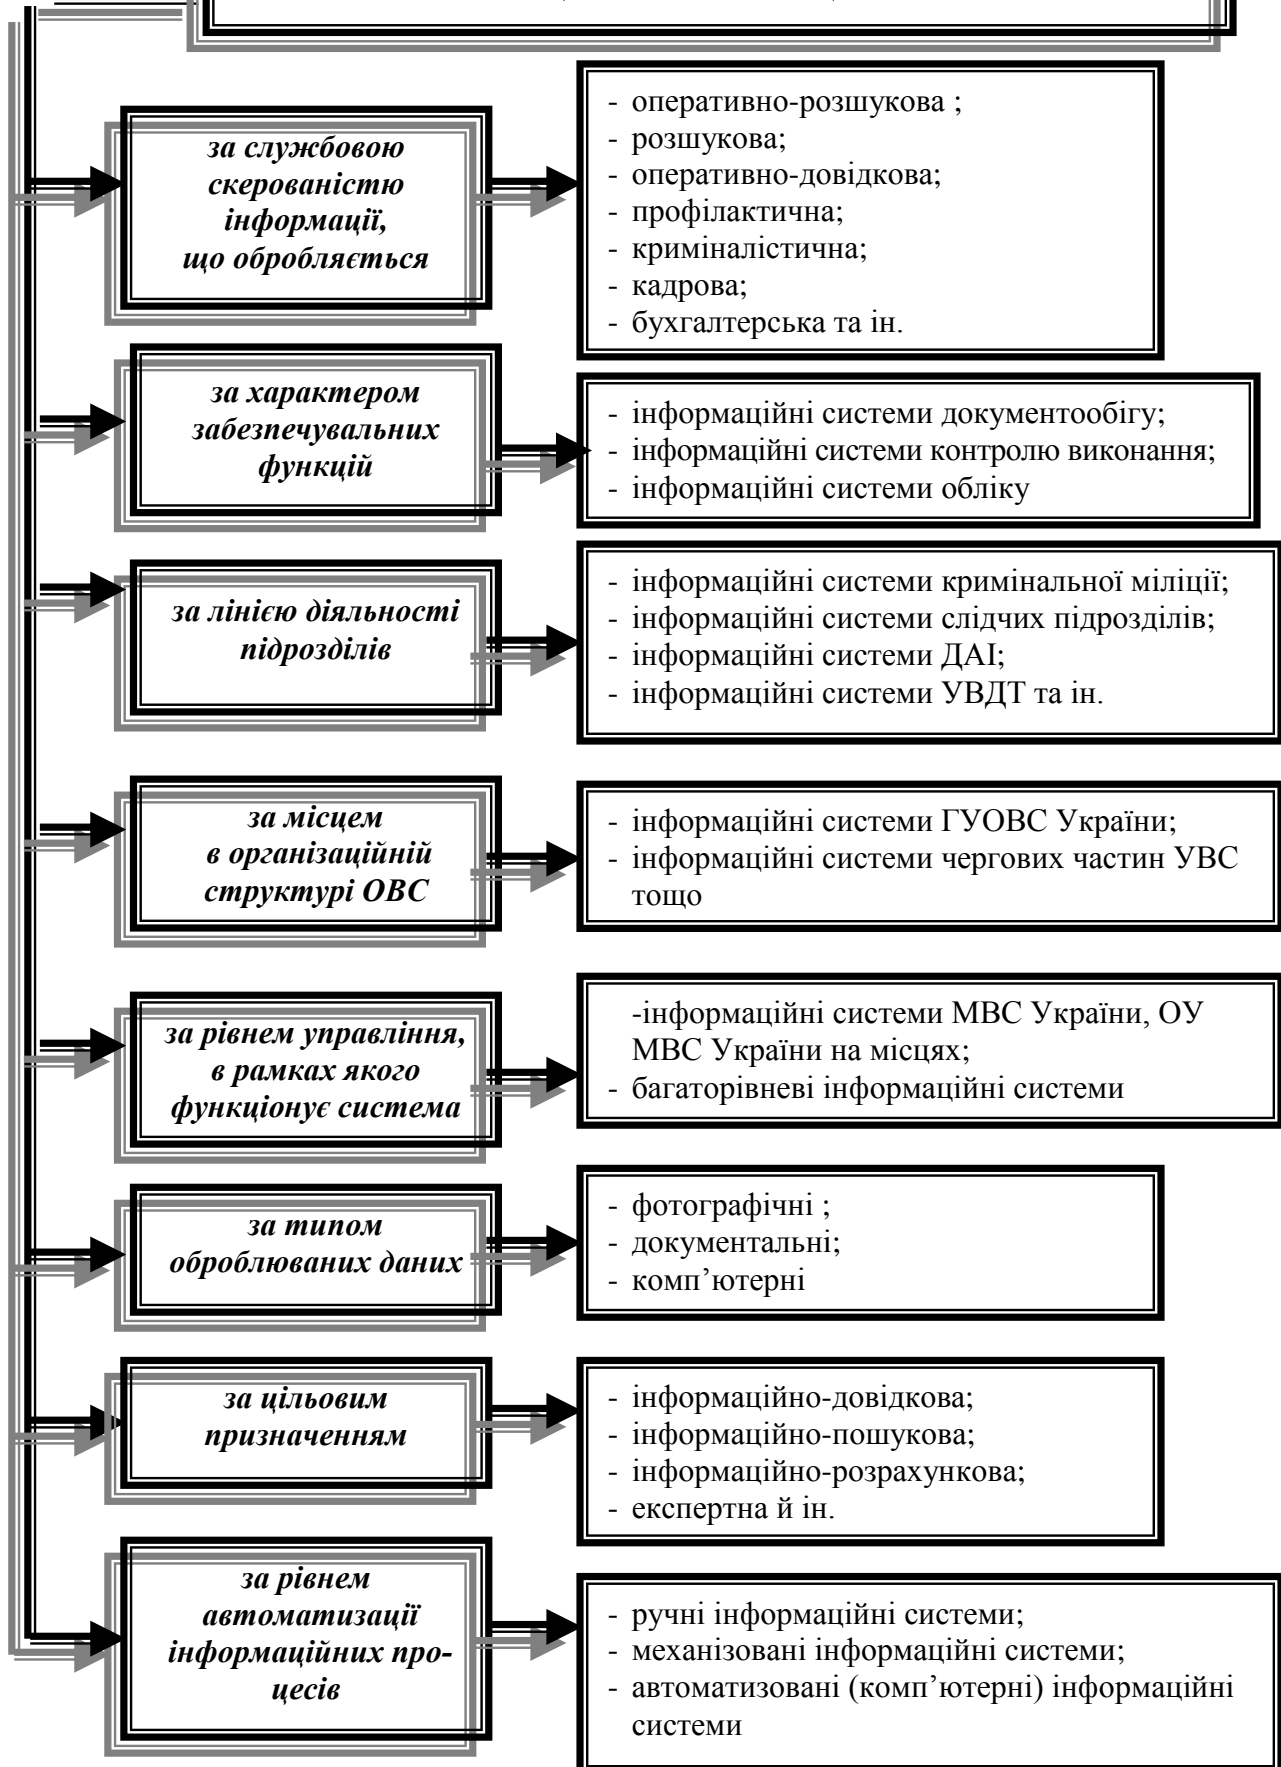 за службовою
скерованістю
інформації,
що обробляється
- оперативно-розшукова ;
- розшукова;
- оперативно-довідкова;
- профілактична;
- криміналістична;
- кадрова;
- бухгалтерська та ін.
за характером
забезпечувальних
функцій
- інформаційні системи документообігу;
- інформаційні системи контролю виконання;
- інформаційні системи обліку
за лінією діяльності
підрозділів
- інформаційні системи кримінальної міліції;
- інформаційні системи слідчих підрозділів;
- інформаційні системи ДАІ;
- інформаційні системи УВДТ та ін.
за місцем
в організаційній
структурі ОВС
- інформаційні системи ГУОВС України;
- інформаційні системи чергових частин УВС
тощо
за рівнем управління,
в рамках якого
функціонує система
-інформаційні системи МВС України, ОУ
МВС України на місцях;
- багаторівневі інформаційні системи
за типом
оброблюваних даних
- фотографічні ;
- документальні;
- комп’ютерні
за цільовим
призначенням
- інформаційно-довідкова;
- інформаційно-пошукова;
- інформаційно-розрахункова;
- експертна й ін.
за рівнем
автоматизації
інформаційних про-
цесів
- ручні інформаційні системи;
- механізовані інформаційні системи;
- автоматизовані (комп’ютерні) інформаційні
системи